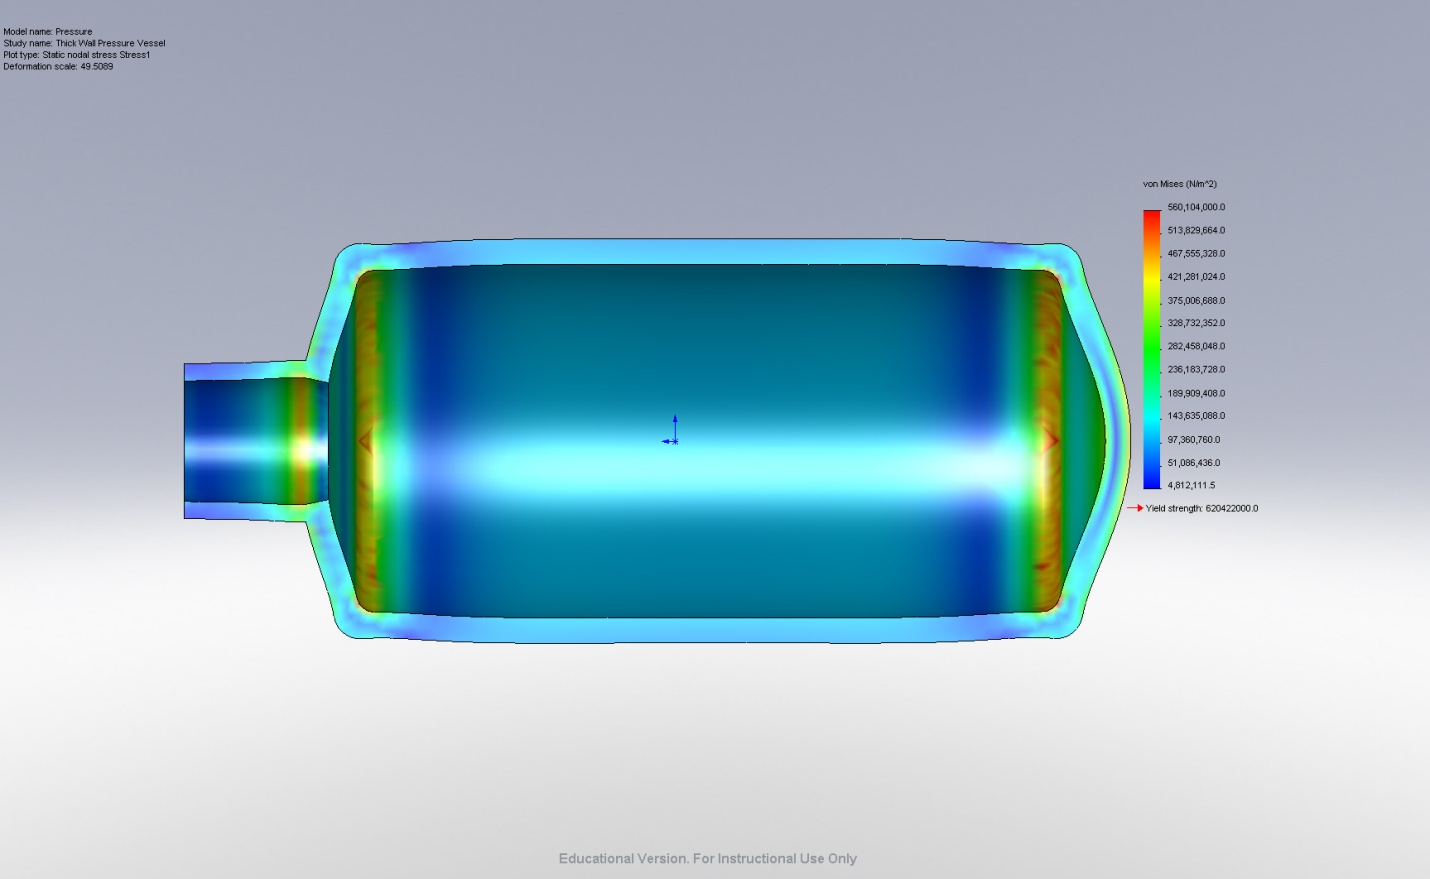 Model name: Pressure
Study name: Thick Wall Pressure Vessel
Plot type: Static nodal stress Stress1
Deformation scale: 49.5089
von Mises (N/m^2)
560,104,000.0
513,829,664.0
467,555,328.0
421,281,024.0
375,006,688.0
328,732,352.0
282,458,048.0
236,183,728.0
189,909,408.0
143,635,088.0
97,360,760.0
51,086,436.0
4,812,111.5
Yield strength: 620422000.0
Educational Version. For Instructional Use Only